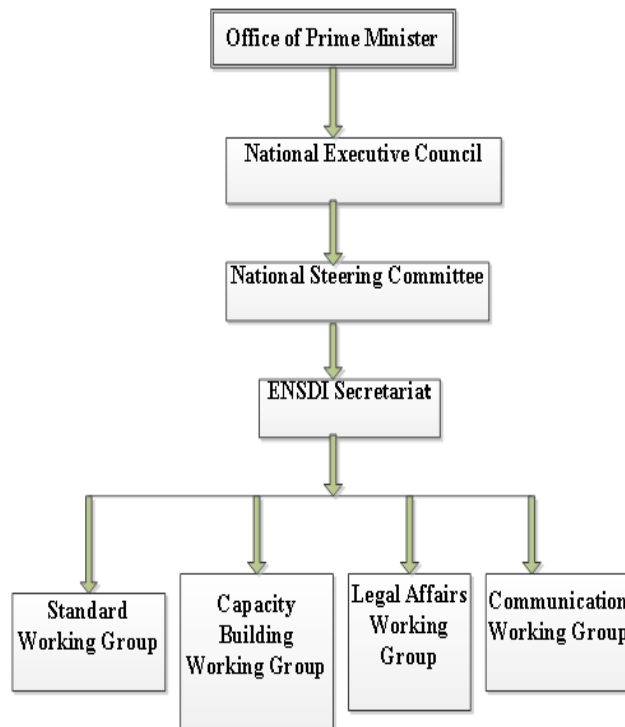 Office of Prime Minister
National Executive Council
National Steering Committee
ENSDI Secretariat
Standard
Working Group
Capacity
Building
Working Group
Legal Affairs
Working
Group
Communication
Working Group